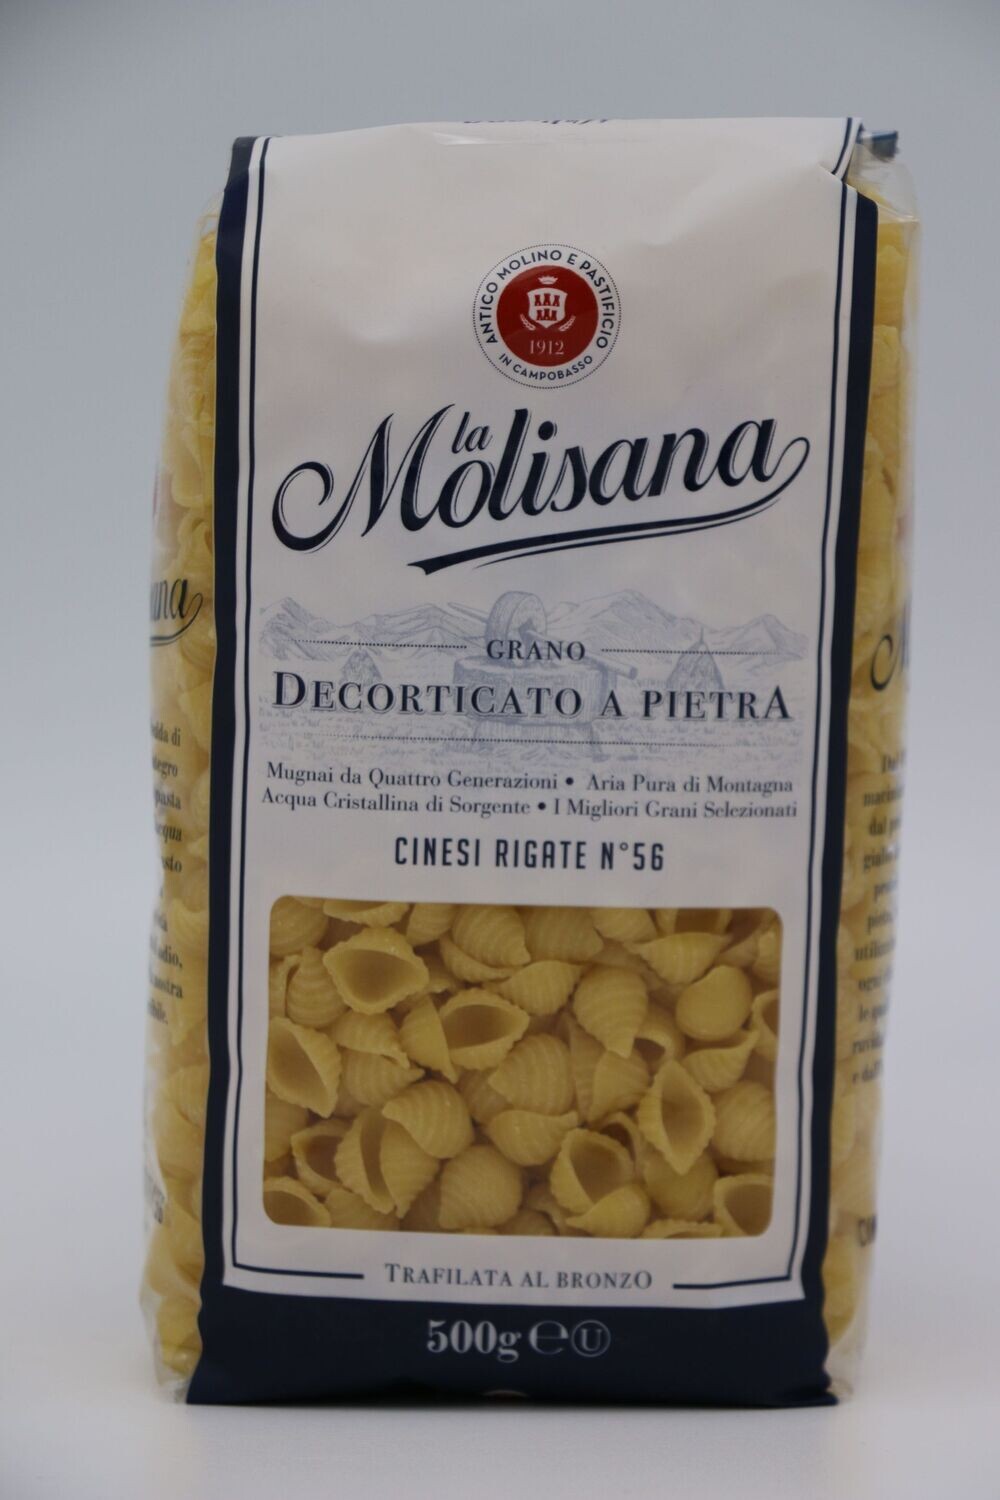 ANTICO MOLINO E PASTIFICIO
1912
IN CAMPOBASSO
la
Molisana
GRANO
DECORTICATO A PIETRA
Mugnai da Quattro Generazioni • Aria Pura di Montagna
Acqua Cristallina di Sorgente • I Migliori Grani Selezionati
CINESI RIGATE N°56
TRAFILATA AL BRONZO
500g ℮ U